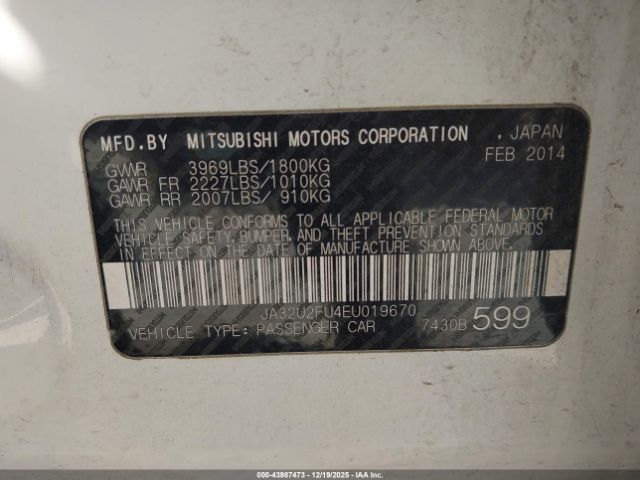 MFD.BY MITSUBISHI MOTORS CORPORATION , JAPAN
FEB 2014
GVWR 3969LBS/1800KG
GAWR FR 2227LBS/1010KG
GAWR RR 2007LBS/ 910KG
THIS VEHICLE CONFORMS TO ALL APPLICABLE FEDERAL MOTOR
VEHICLE SAFETY, BUMPER, AND THEFT PREVENTION STANDARDS
IN EFFECT ON THE DATE OF MANUFACTURE SHOWN ABOVE.
JA32U2FU4EU019670
VEHICLE TYPE: PASSENGER CAR 7430B 599
000-43987473 - 12/19/2025 - IAAI.COM